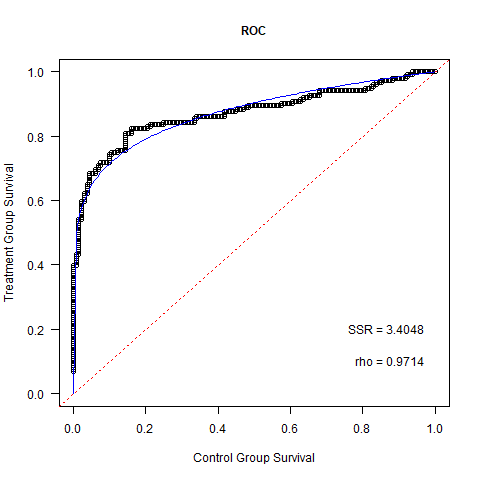 ROC
Treatment Group Survival
1.0
0.8
0.6
0.4
0.2
0.0
SSR = 3.4048
rho = 0.9714
0.0 0.2 0.4 0.6 0.8 1.0
Control Group Survival